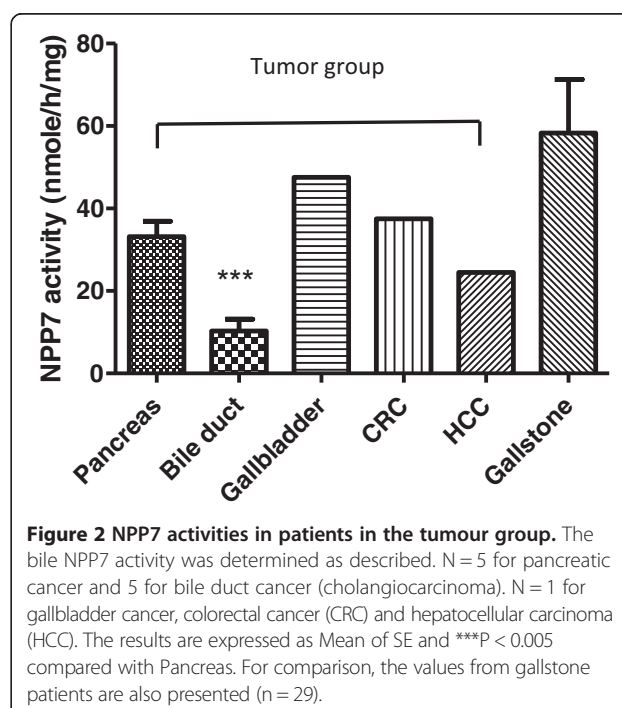 80
60
40
20
0
NPP7 activity (nmole/h/mg)
Tumor group
***
Pancreas
Bile duct
Gallbladder
CRC
HCC
Gallstone
Figure 2 NPP7 activities in patients in the tumour group. The
bile NPP7 activity was determined as described. N = 5 for pancreatic
cancer and 5 for bile duct cancer (cholangiocarcinoma). N = 1 for
gallbladder cancer, colorectal cancer (CRC) and hepatocellular carcinoma
(HCC). The results are expressed as Mean of SE and ***P < 0.005
compared with Pancreas. For comparison, the values from gallstone
patients are also presented (n = 29).